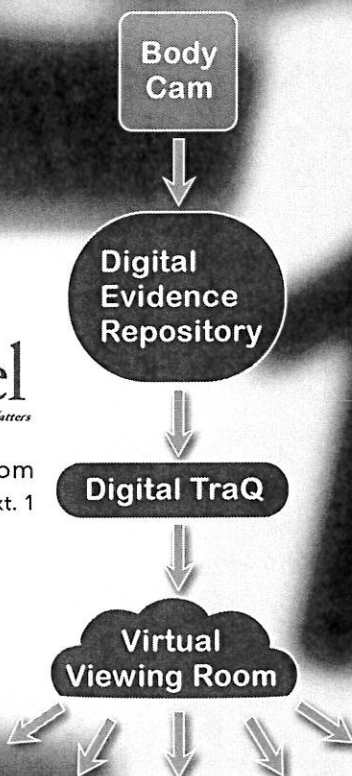 Body
Cam
Digital
Evidence
Repository
Digital TraQ
Virtual
Viewing Room